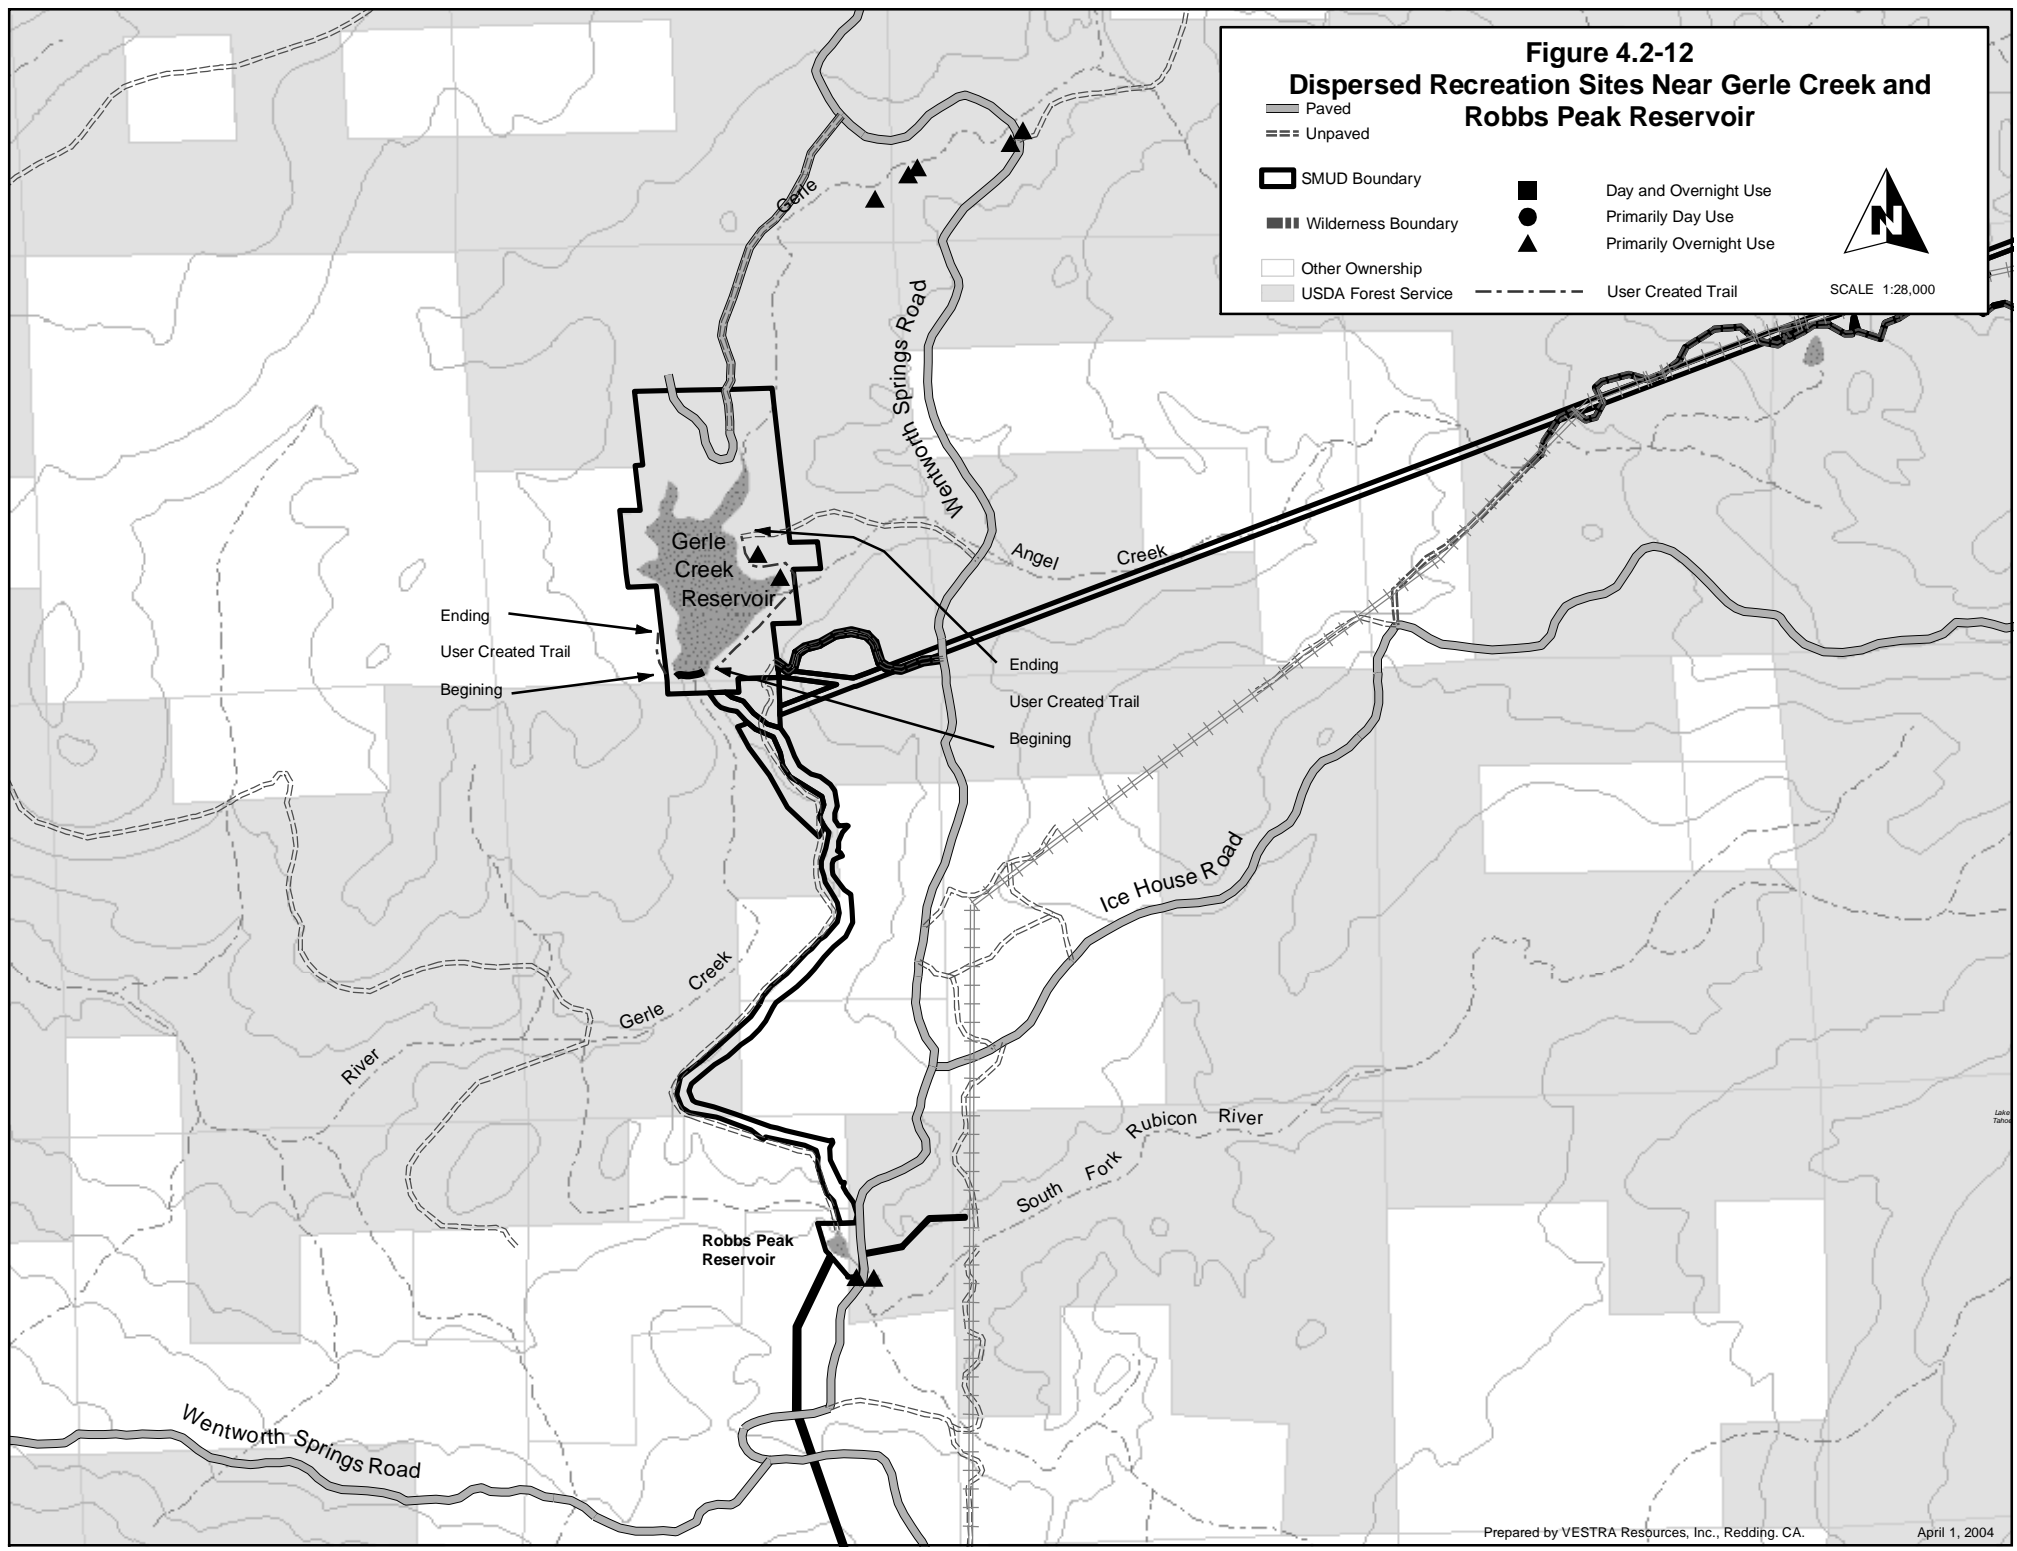 Figure 4.2-12
Dispersed Recreation Sites Near Gerle Creek and
Robbs Peak Reservoir
Paved
Unpaved
SMUD Boundary
Wilderness Boundary
Other Ownership
USDA Forest Service
Day and Overnight Use
Primarily Day Use
Primarily Overnight Use
User Created Trail
N
SCALE 1:28,000
Gerle
Wentworth Springs Road
Gerle
Creek
Reservoir
Angel Creek
Ending
User Created Trail
Begining
Ending
User Created Trail
Begining
Ice House Road
Gerle Creek
River
South Fork Rubicon River
Lake
Tahoe
Robbs Peak
Reservoir
Wentworth Springs Road
Prepared by VESTRA Resources, Inc., Redding. CA.
April 1, 2004